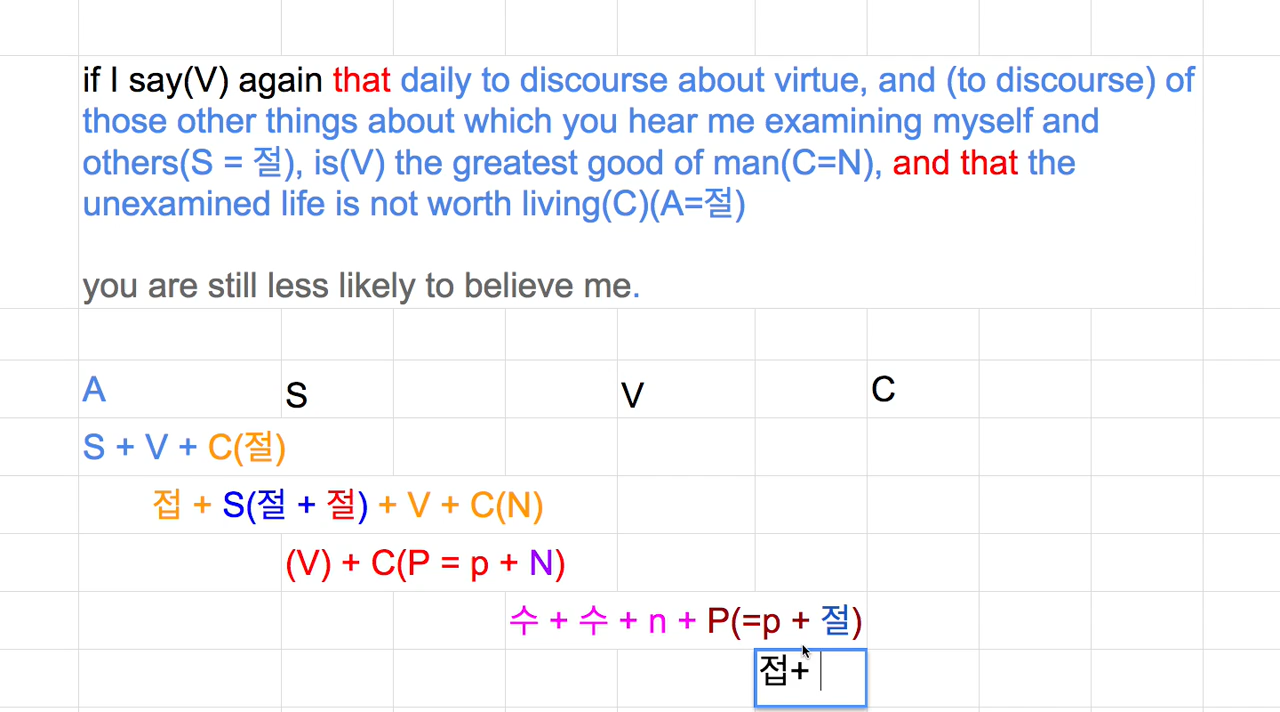 if I say(V) again that daily to discourse about virtue, and (to discourse) of
those other things about which you hear me examining myself and
others(S = 절), is(V) the greatest good of man(C=N), and that the
unexamined life is not worth living(C)(A=절)
you are still less likely to believe me.
A S V C
S + V + C(절)
접 + S(절 + 절) + V + C(N)
(V) + C(P = p + N)
수 + 수 + n + P(=p + 절)
접+